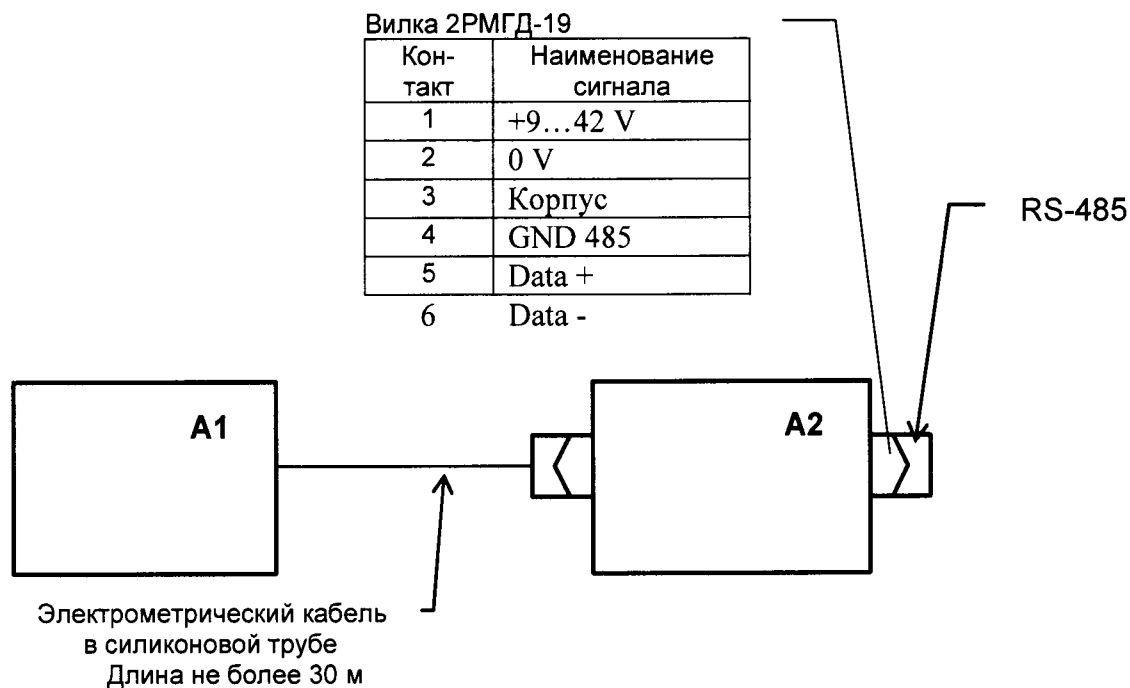 Вилка 2РМГД-19
Кон- Наименование
такт сигнала
1 +9...42 V
2 0 V
3 Корпус
4 GND 485
5 Data +
6 Data -
RS-485
A1
A2
Электрометрический кабель
в силиконовой трубе
Длина не более 30 м